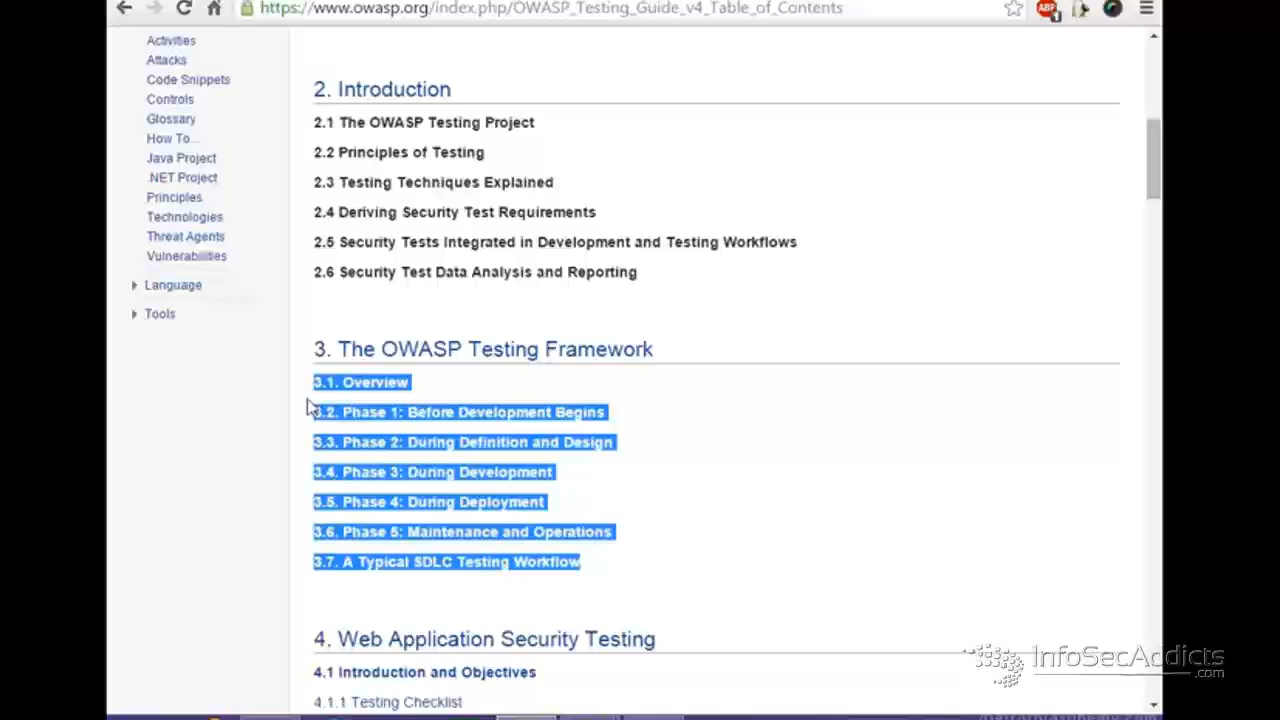 https://www.owasp.org/index.php/OWASP_Testing_Guide_v4_Table_of_Contents
ABP
1
Activities
Attacks
Code Snippets
Controls
Glossary
How To...
Java Project
.NET Project
Principles
Technologies
Threat Agents
Vulnerabilities
Language
Tools
2. Introduction
2.1 The OWASP Testing Project
2.2 Principles of Testing
2.3 Testing Techniques Explained
2.4 Deriving Security Test Requirements
2.5 Security Tests Integrated in Development and Testing Workflows
2.6 Security Test Data Analysis and Reporting
3. The OWASP Testing Framework
3.1. Overview
3.2. Phase 1: Before Development Begins
3.3. Phase 2: During Definition and Design
3.4. Phase 3: During Development
3.5. Phase 4: During Deployment
3.6. Phase 5: Maintenance and Operations
3.7. A Typical SDLC Testing Workflow
4. Web Application Security Testing
4.1 Introduction and Objectives
4.1.1 Testing Checklist
InfoSecAddicts
.com